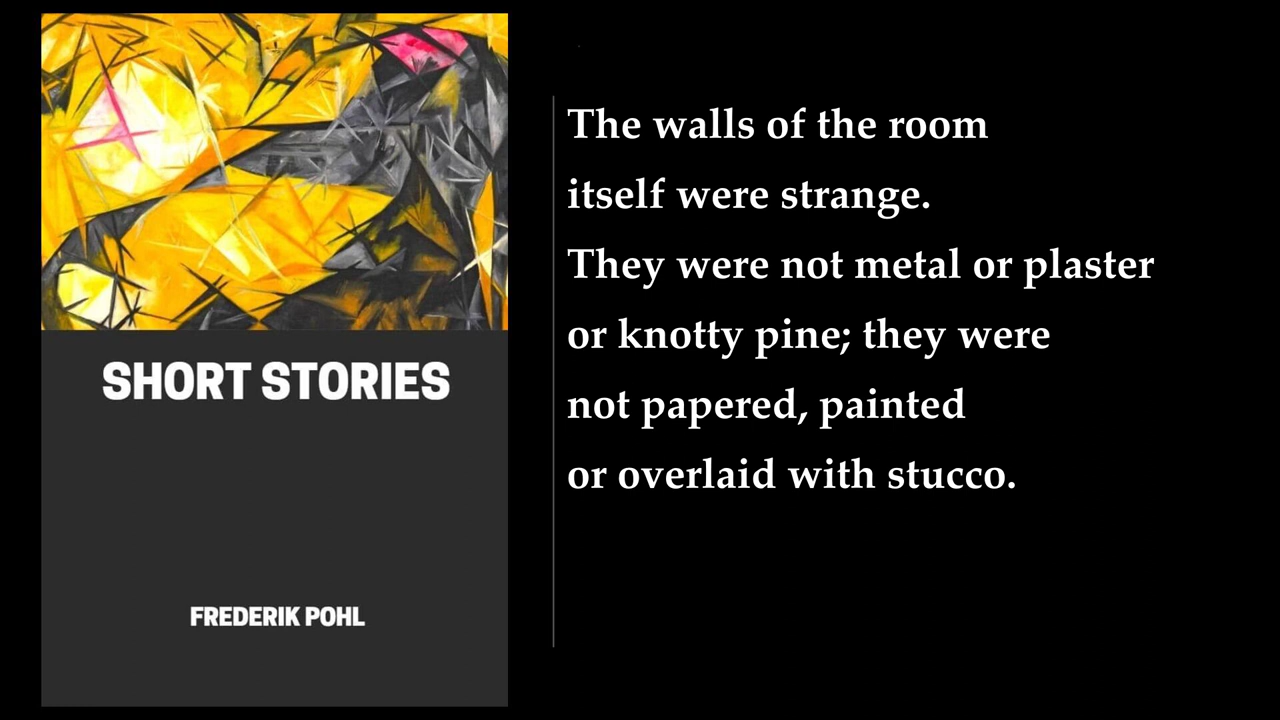 SHORT STORIES
FREDERIK POHL
The walls of the room
itself were strange.
They were not metal or plaster
or knotty pine; they were
not papered, painted
or overlaid with stucco.